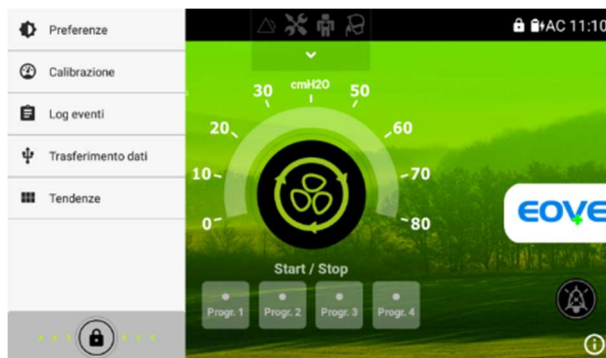 Preferenze
Calibrazione
Log eventi
Trasferimento dati
Tendenze
AC 11:10
cmH2O
30 50
20 60
10 70
0 80
EOVE
Start / Stop
Progr. 1 Progr. 2 Progr. 3 Progr. 4